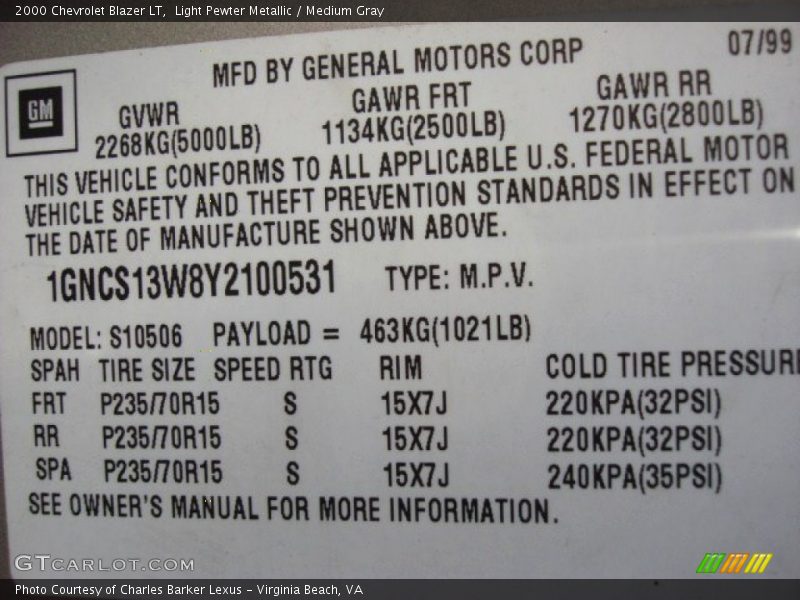 2000 Chevrolet Blazer LT, Light Pewter Metallic / Medium Gray
MFD BY GENERAL MOTORS CORP 07/99
GM
GVWR GAWR FRT GAWR RR
2268KG(5000LB) 1134KG(2500LB) 1270KG(2800LB)
THIS VEHICLE CONFORMS TO ALL APPLICABLE U.S. FEDERAL MOTOR
VEHICLE SAFETY AND THEFT PREVENTION STANDARDS IN EFFECT ON
THE DATE OF MANUFACTURE SHOWN ABOVE.
1GNCS13W8Y2100531 TYPE: M.P.V.
MODEL: S10506 PAYLOAD = 463KG(1021LB)
SPAH TIRE SIZE SPEED RTG RIM COLD TIRE PRESSURE
FRT P235/70R15 S 15X7J 220KPA(32PSI)
RR P235/70R15 S 15X7J 220KPA(32PSI)
SPA P235/70R15 S 15X7J 240KPA(35PSI)
SEE OWNER'S MANUAL FOR MORE INFORMATION.
GTCARLOT.COM
Photo Courtesy of Charles Barker Lexus - Virginia Beach, VA